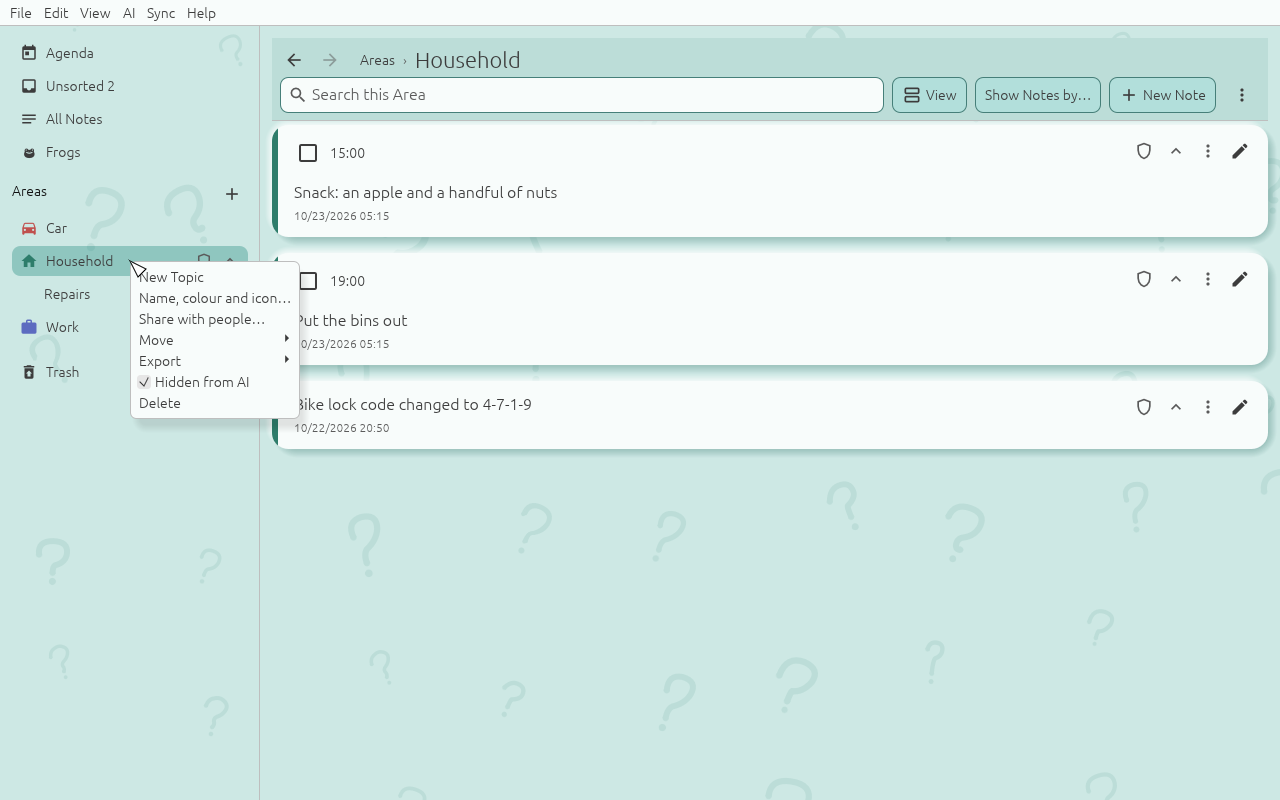 File Edit View AI Sync Help
Agenda
Unsorted 2
All Notes
Frogs
Areas
Car
Household
Repairs
Work
Trash
New Topic
Name, colour and icon…
Share with people…
Move
Export
Hidden from AI
Delete
Areas › Household
Search this Area
View
Show Notes by…
New Note
15:00
Snack: an apple and a handful of nuts
10/23/2026 05:15
19:00
Put the bins out
10/23/2026 05:15
Bike lock code changed to 4-7-1-9
10/22/2026 20:50